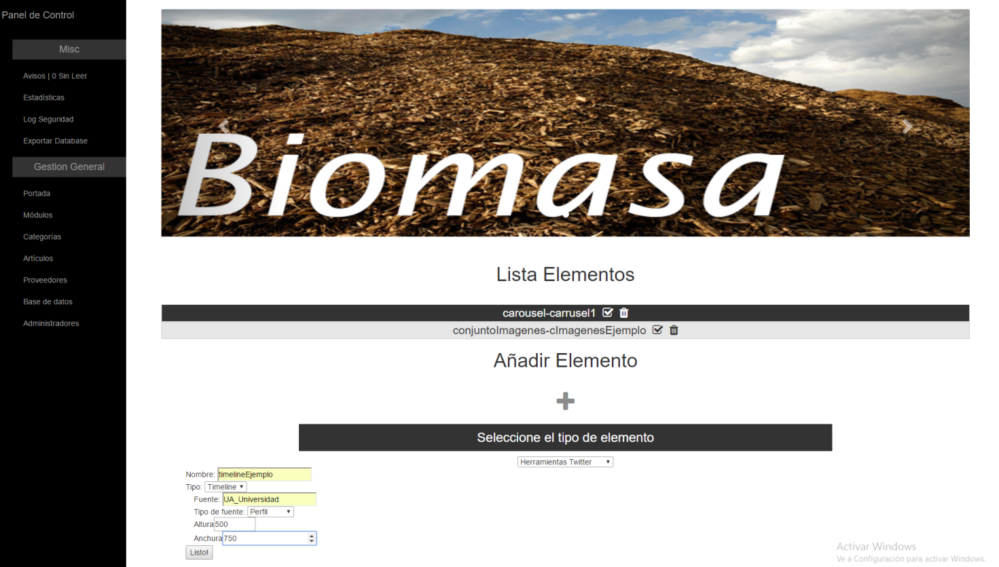 Panel de Control
Misc
Avisos | 0 Sin Leer
Estadísticas
Log Seguridad
Exportar Database
Gestion General
Portada
Módulos
Categorías
Artículos
Proveedores
Base de datos
Administradores
Biomasa
Lista Elementos
carousel-carrusel1
conjuntoImagenes-cImagenesEjemplo
Añadir Elemento
Seleccione el tipo de elemento
Herramientas Twitter
Nombre: timelineEjemplo
Tipo: Timeline
Fuente: UA_Universidad
Tipo de fuente: Perfil
Altura 500
Anchura 750
Listo!
Activar Windows
Ve a Configuración para activar Windows.